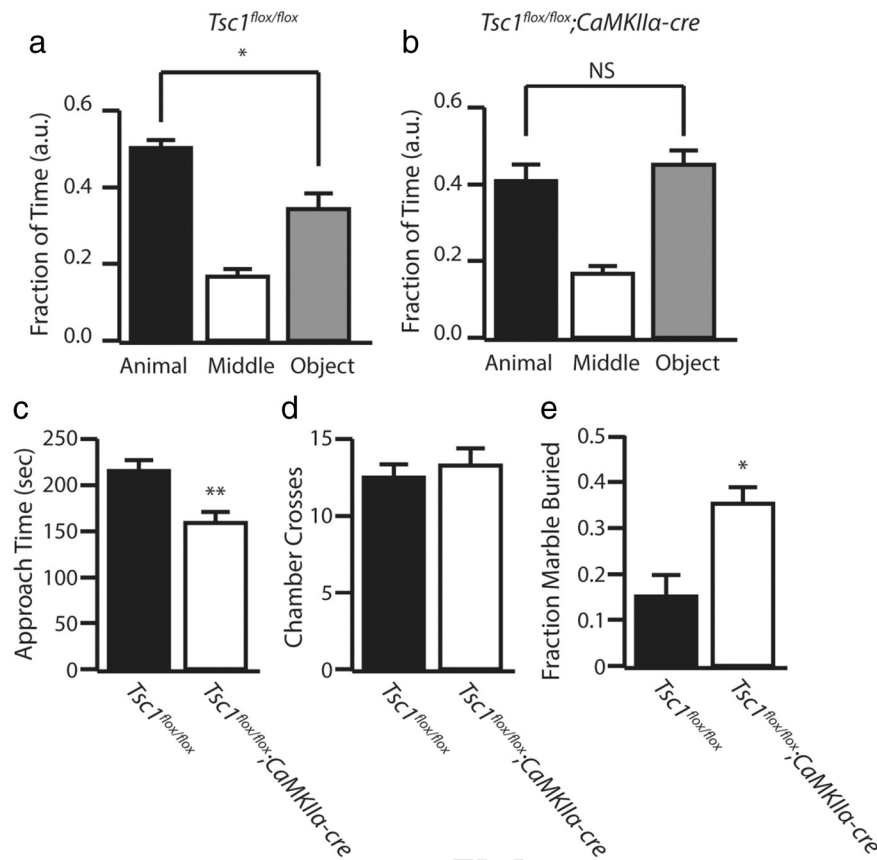 Tsc1flox/flox
Tsc1flox/flox;CaMKIIα-cre
a
*
Fraction of Time (a.u.)
0.6
0.4
0.2
0.0
Animal Middle Object
b
NS
Fraction of Time (a.u.)
0.6
0.4
0.2
0.0
Animal Middle Object
c
Approach Time (sec)
250
200
150
100
50
0
**
Tsc1flox/flox
Tsc1flox/flox;CaMKIIα-cre
d
Chamber Crosses
15
10
5
0
Tsc1flox/flox
Tsc1flox/flox;CaMKIIα-cre
e
Fraction Marble Buried
0.5
0.4
0.3
0.2
0.1
0
*
Tsc1flox/flox
Tsc1flox/flox;CaMKIIα-cre